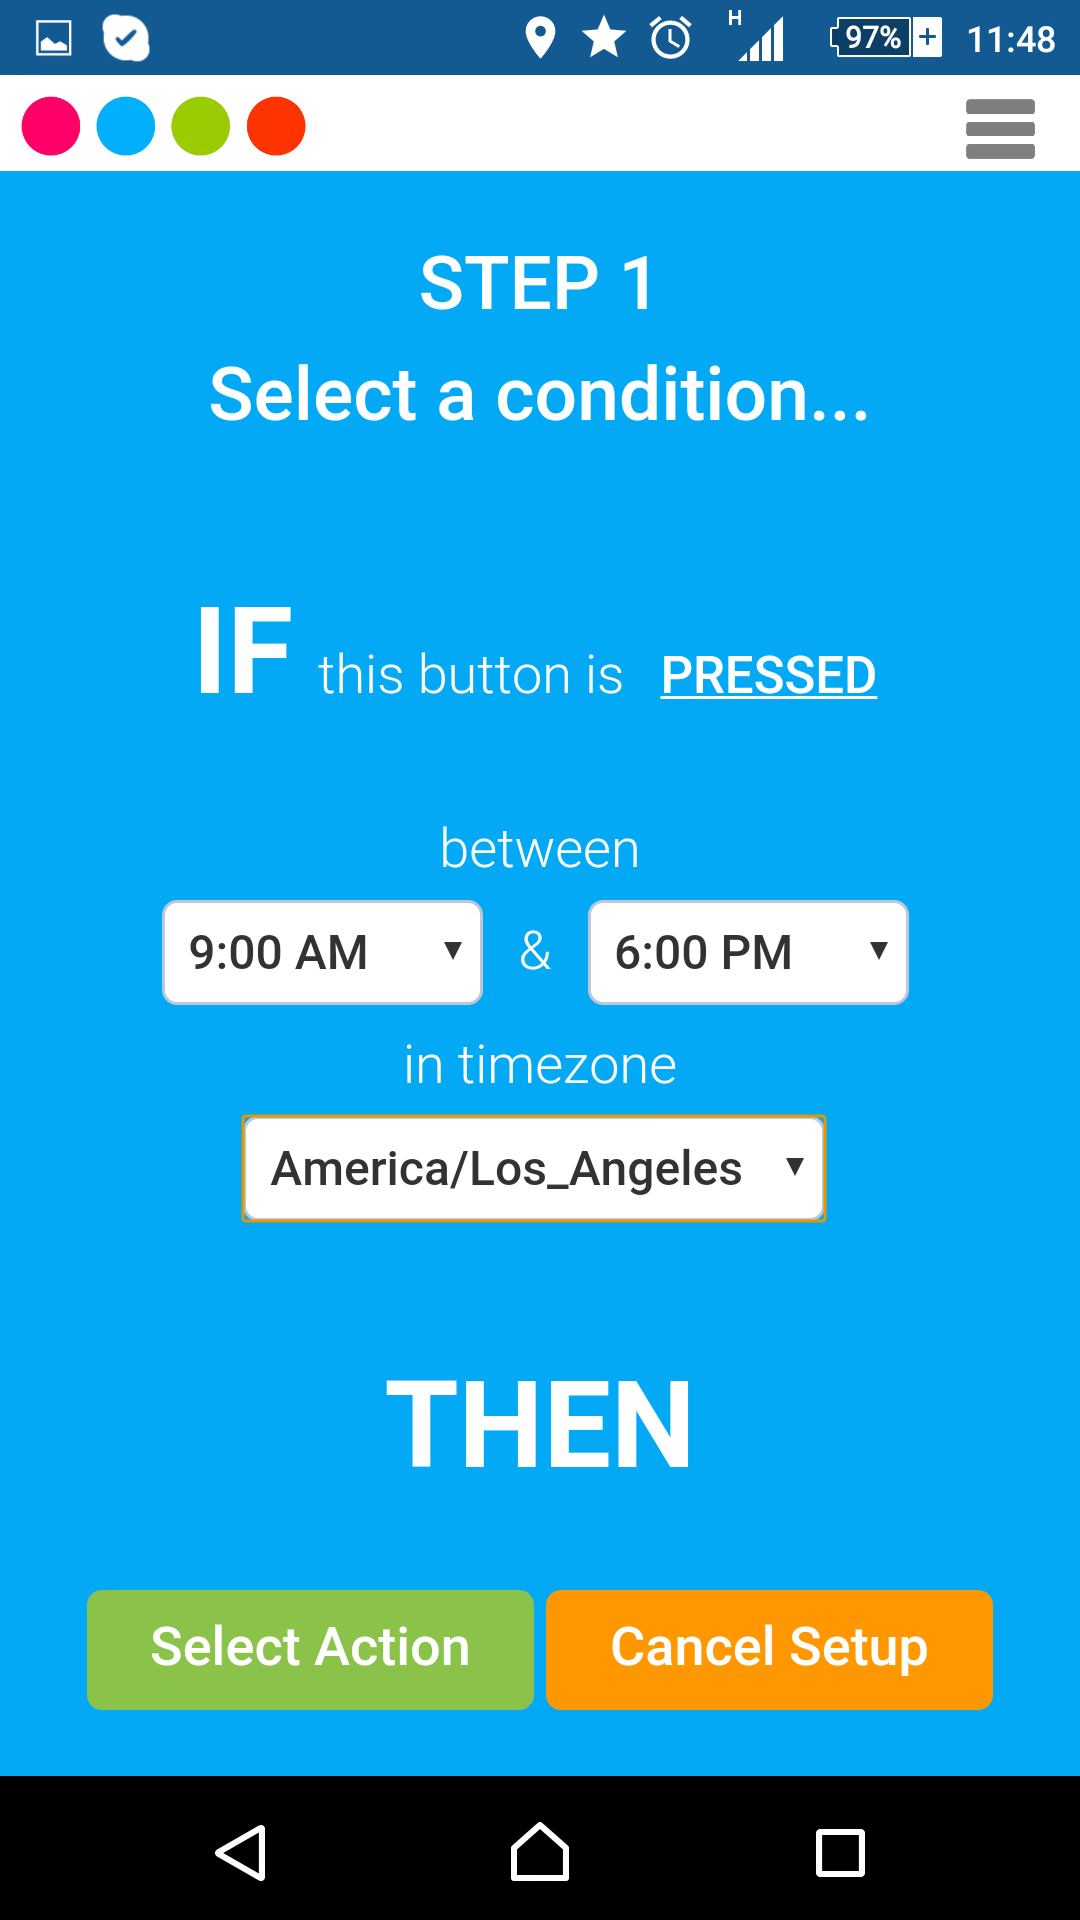 H 97% 11:48
STEP 1
Select a condition...
IF this button is PRESSED
between
9:00 AM & 6:00 PM
in timezone
America/Los_Angeles
THEN
Select Action Cancel Setup